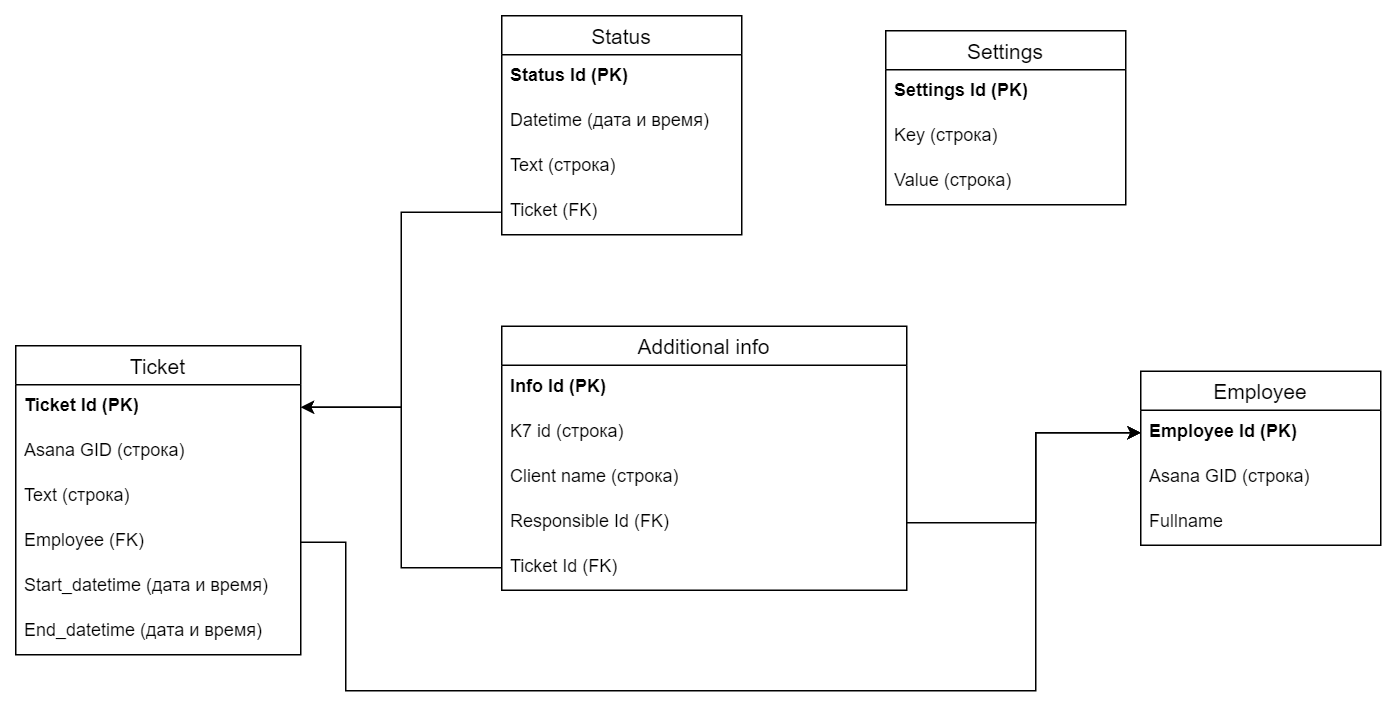 Status
Status Id (PK)
Datetime (дата и время)
Text (строка)
Ticket (FK)
Settings
Settings Id (PK)
Key (строка)
Value (строка)
Ticket
Ticket Id (PK)
Asana GID (строка)
Text (строка)
Employee (FK)
Start_datetime (дата и время)
End_datetime (дата и время)
Additional info
Info Id (PK)
K7 id (строка)
Client name (строка)
Responsible Id (FK)
Ticket Id (FK)
Employee
Employee Id (PK)
Asana GID (строка)
Fullname